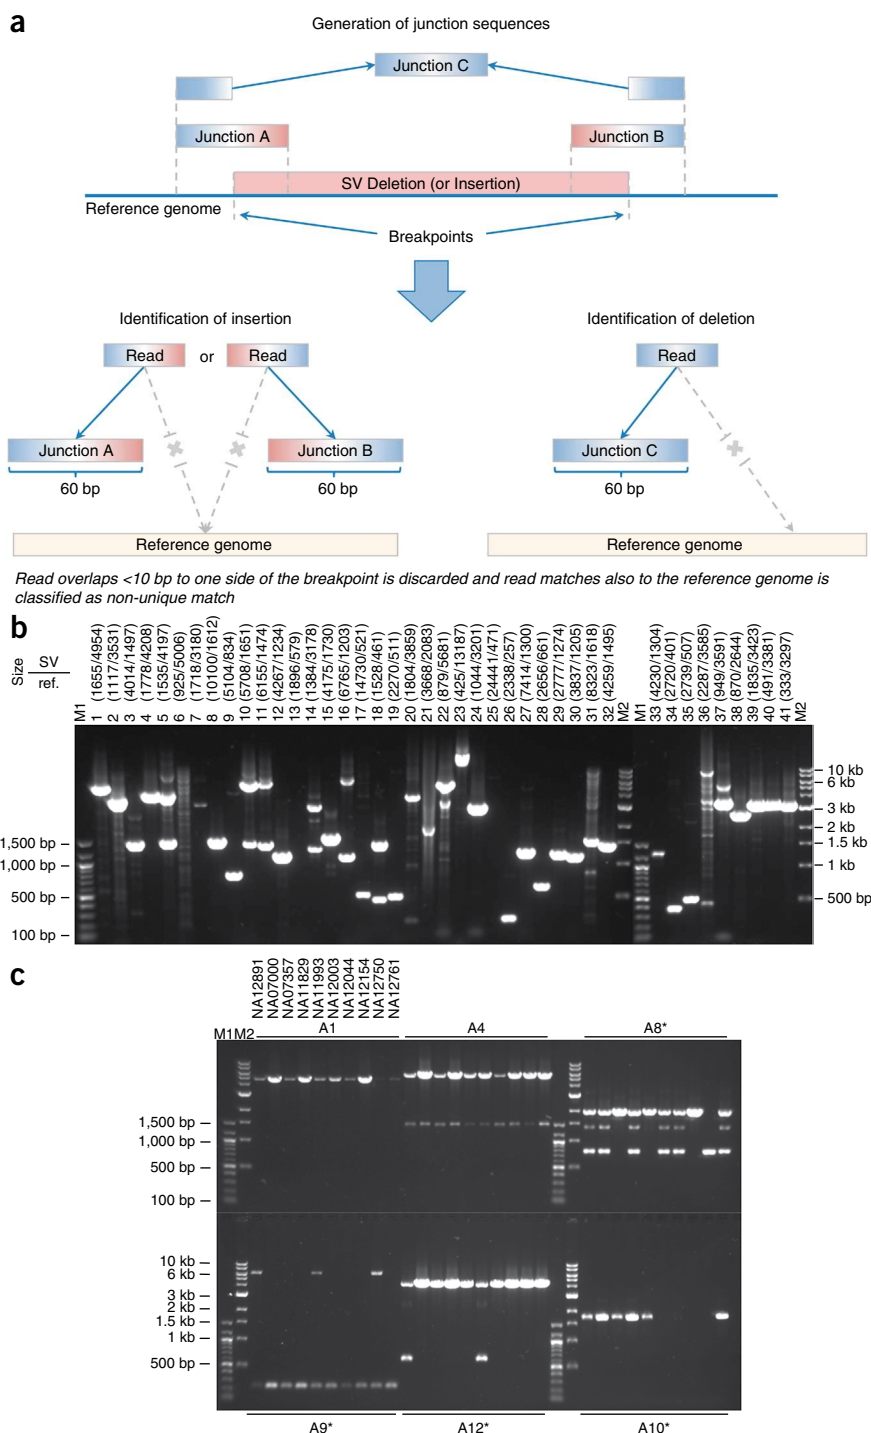 a
Generation of junction sequences
Junction C
Junction A
Junction B
SV Deletion (or Insertion)
Reference genome
Breakpoints
Identification of insertion
Identification of deletion
Read
or
Read
Read
Junction A
Junction B
Junction C
60 bp
60 bp
60 bp
Reference genome
Reference genome
Read overlaps <10 bp to one side of the breakpoint is discarded and read matches also to the reference genome is
classified as non-unique match
b
Size
SV
ref.
M1
1 (1655/4954)
2 (1117/3531)
3 (4014/1497)
4 (1778/4208)
5 (1535/4197)
6 (925/5006)
7 (1718/3180)
8 (10100/1612)
9 (5104/834)
10 (5708/1651)
11 (6155/1474)
12 (4267/1234)
13 (1896/579)
14 (1384/3178)
15 (4175/1730)
16 (6765/1203)
17 (14730/521)
18 (1528/461)
19 (2270/511)
20 (1804/3859)
21 (3668/2083)
22 (879/5681)
23 (425/13187)
24 (1044/3201)
25 (24441/471)
26 (2338/257)
27 (7414/1300)
28 (2656/661)
29 (2777/1274)
30 (3837/1205)
31 (8323/1618)
32 (4259/1495)
M2
M1
33 (4230/1304)
34 (2720/401)
35 (2739/507)
36 (2287/3585)
37 (949/3591)
38 (870/2644)
39 (1835/3423)
40 (491/3381)
41 (333/3297)
M2
1,500 bp
1,000 bp
500 bp
100 bp
10 kb
6 kb
3 kb
2 kb
1.5 kb
1 kb
500 bp
c
NA12891
NA07000
NA07357
NA11829
NA11993
NA12003
NA12044
NA12154
NA12750
NA12761
M1 M2
A1
A4
A8*
1,500 bp
1,000 bp
500 bp
100 bp
10 kb
6 kb
3 kb
2 kb
1.5 kb
1 kb
500 bp
A9*
A12*
A10*